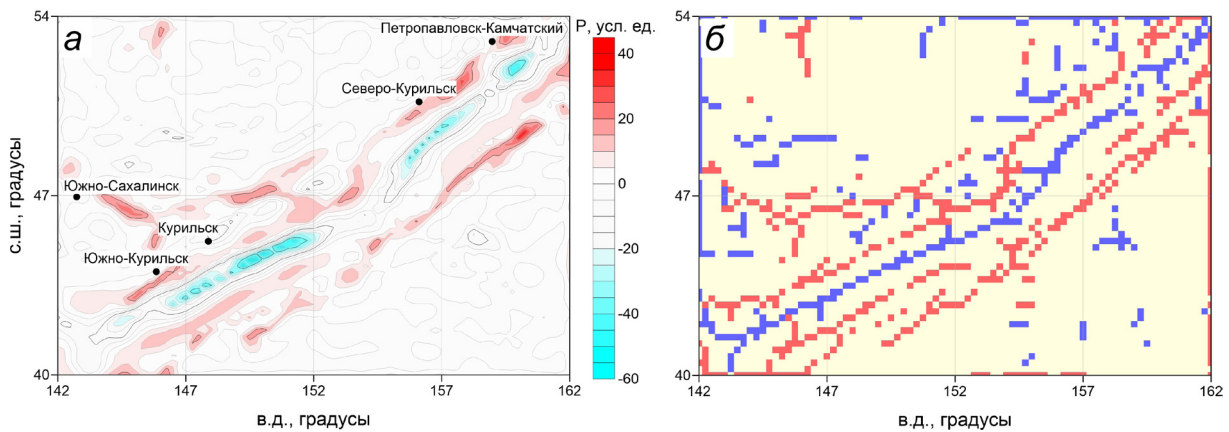 а
Петропавловск-Камчатский
Северо-Курильск
Южно-Сахалинск
Курильск
Южно-Курильск
54
47
40
142
147
152
157
162
с.ш., градусы
в.д., градусы
P, усл. ед.
40
20
0
-20
-40
-60
б
54
47
40
142
147
152
157
162
в.д., градусы